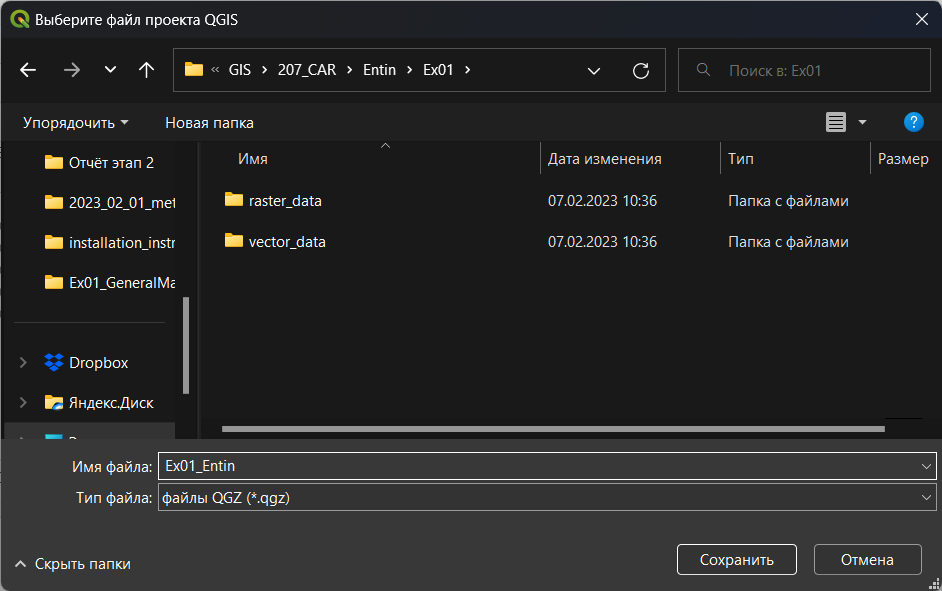 Выберите файл проекта QGIS
« GIS › 207_CAR › Entin › Ex01 ›
Поиск в: Ex01
Упорядочить
Новая папка
Отчёт этап 2
2023_02_01_met
installation_instr
Ex01_GeneralMa
Dropbox
Яндекс.Диск
Имя Дата изменения Тип Размер
raster_data 07.02.2023 10:36 Папка с файлами
vector_data 07.02.2023 10:36 Папка с файлами
Имя файла: Ex01_Entin
Тип файла: файлы QGZ (*.qgz)
Скрыть папки
Сохранить
Отмена